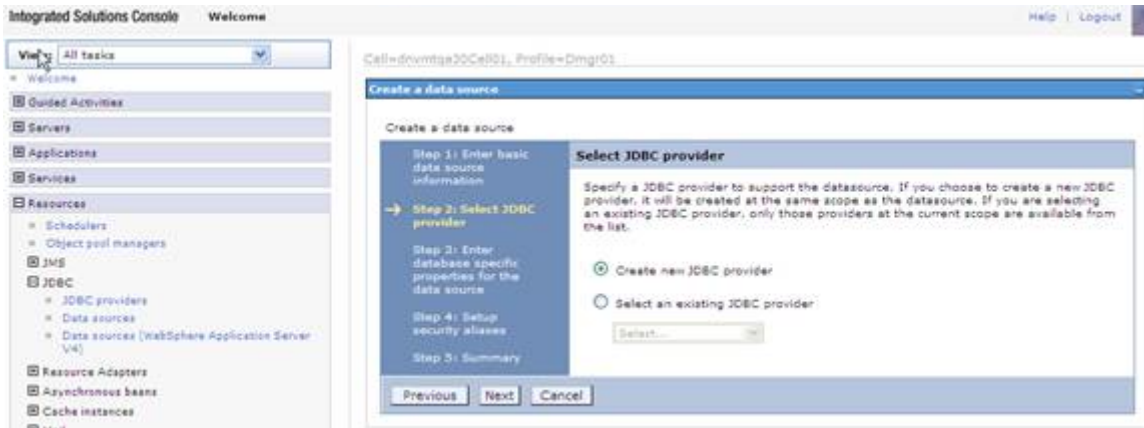 Integrated Solutions Console Welcome Help | Logout
View: All tasks
Welcome
Guided Activities
Servers
Applications
Services
Resources
Schedulers
Object pool managers
JMS
JDBC
JDBC providers
Data sources
Data sources (WebSphere Application Server
V4)
Resource Adapters
Asynchronous beans
Cache instances
Cell=dnvmtqa30Cell01, Profile=Dmgr01
Create a data source
Create a data source
Step 1: Enter basic
data source
information
Step 2: Select JDBC
provider
Step 3: Enter
database specific
properties for the
data source
Step 4: Setup
security aliases
Step 5: Summary
Select JDBC provider
Specify a JDBC provider to support the datasource. If you choose to create a new JDBC
provider, it will be created at the same scope as the datasource. If you are selecting
an existing JDBC provider, only those providers at the current scope are available from
the list.
Create new JDBC provider
Select an existing JDBC provider
Select...
Previous Next Cancel